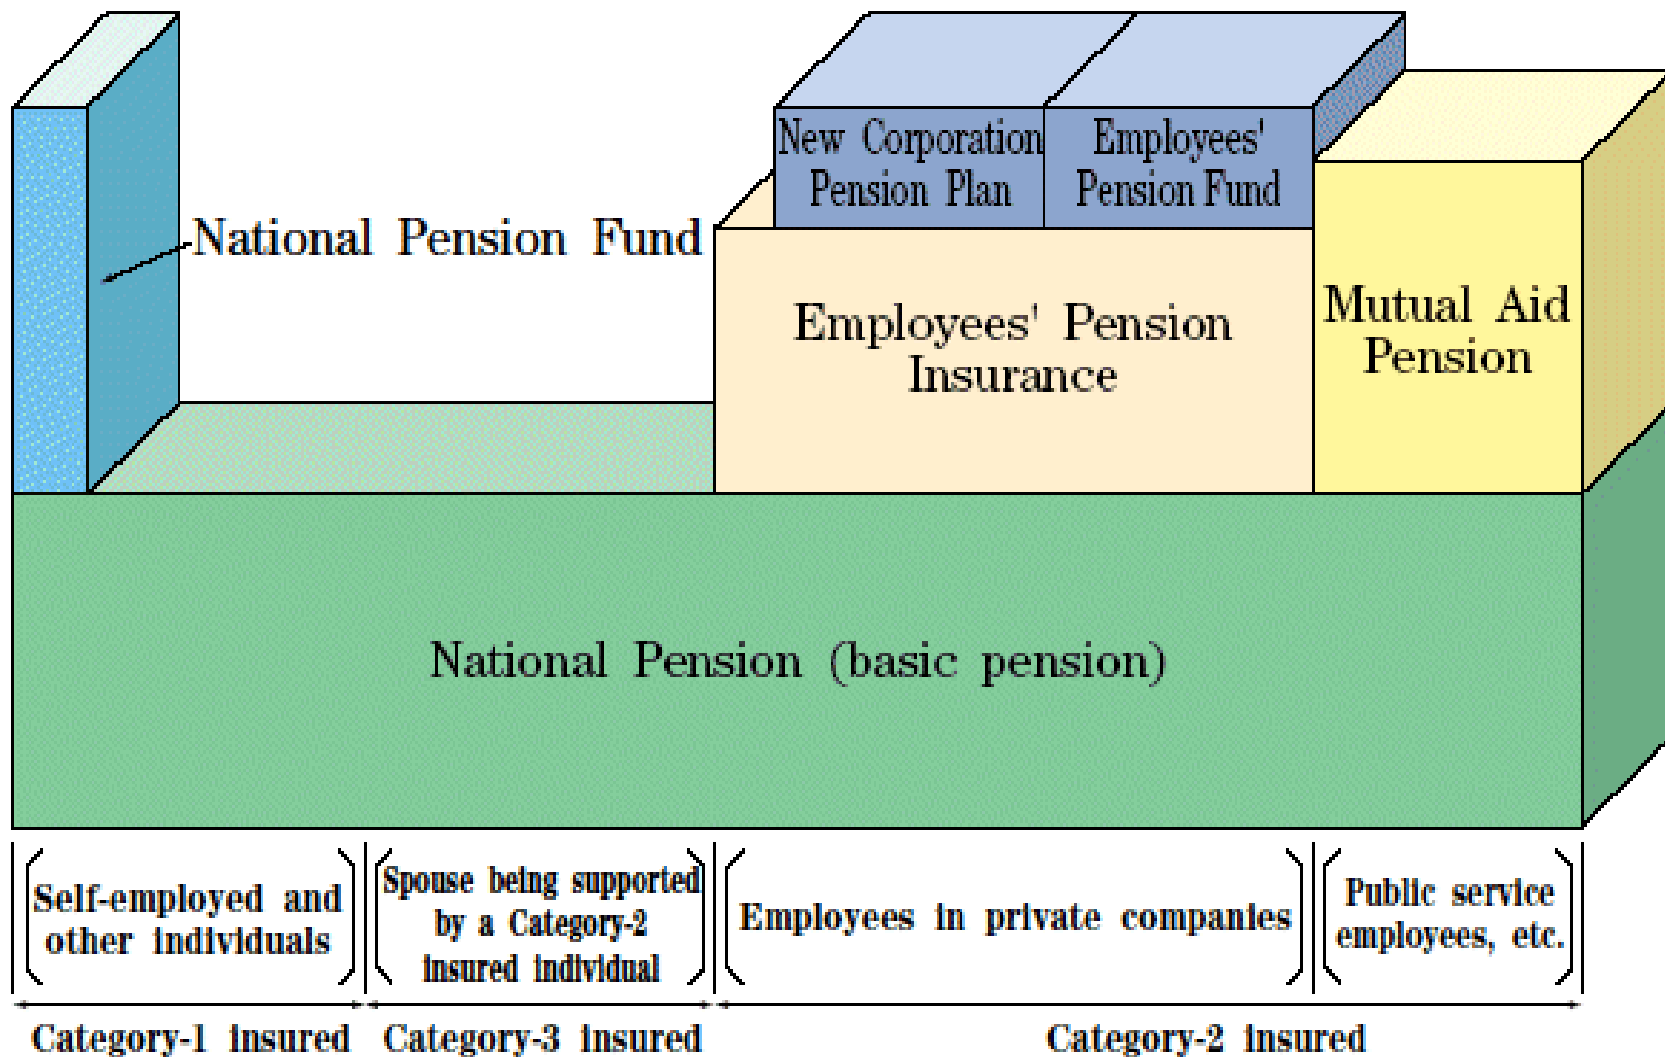 New Corporation
Pension Plan
Employees'
Pension Fund
National Pension Fund
Employees' Pension
Insurance
Mutual Aid
Pension
National Pension (basic pension)
Self-employed and
other individuals
Spouse being supported
by a Category-2
insured individual
Employees in private companies
Public service
employees, etc.
Category-1 insured
Category-3 insured
Category-2 insured